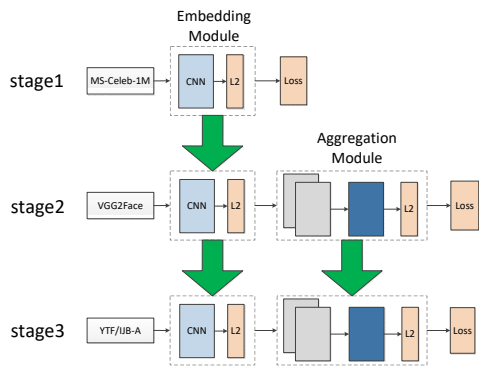 Embedding
Module
stage1
MS-Celeb-1M
CNN
L2
Loss
Aggregation
Module
stage2
VGG2Face
CNN
L2
L2
Loss
stage3
YTF/IJB-A
CNN
L2
L2
Loss